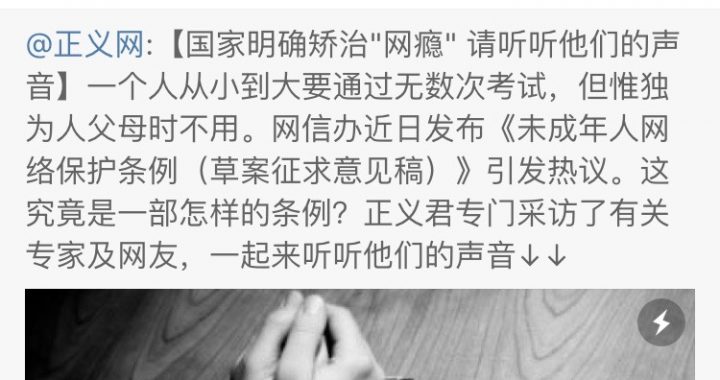 @正义网:【国家明确矫治"网瘾" 请听听他们的声
音】一个人从小到大要通过无数次考试，但惟独
为人父母时不用。网信办近日发布《未成年人网
络保护条例（草案征求意见稿）》引发热议。这
究竟是一部怎样的条例？正义君专门采访了有关
专家及网友，一起来听听他们的声音↓↓